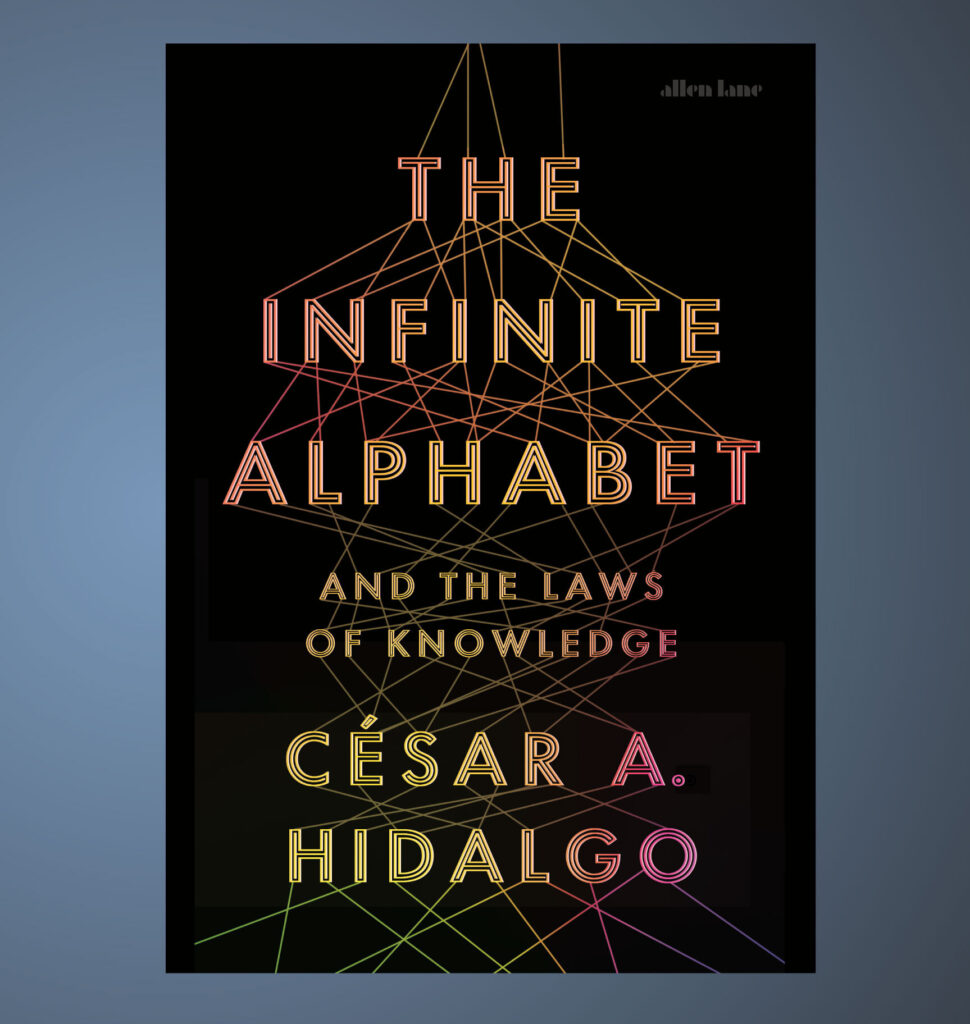 allen lane
THE
INFINITE
ALPHABET
AND THE LAWS
OF KNOWLEDGE
CÉSAR A.
HIDALGO